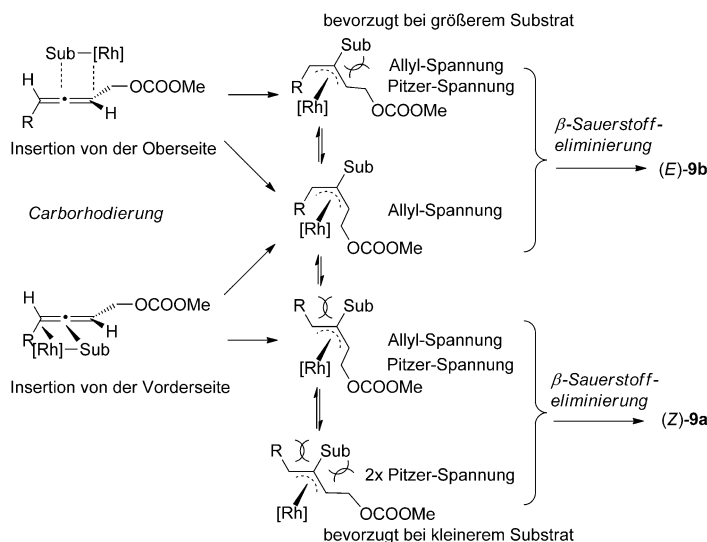 bevorzugt bei größerem Substrat
Sub [Rh]
Sub
H
OCOOMe
R
H
[Rh]
Allyl-Spannung
Pitzer-Spannung
OCOOMe
Insertion von der Oberseite
β-Sauerstoff-
eliminierung
(E)-9b
Sub
R
[Rh]
Allyl-Spannung
OCOOMe
Carborhodierung
H
OCOOMe
R
H
[Rh] Sub
Insertion von der Vorderseite
R
Sub
Allyl-Spannung
Pitzer-Spannung
[Rh]
OCOOMe
β-Sauerstoff-
eliminierung
(Z)-9a
R
Sub
2x Pitzer-Spannung
[Rh]
OCOOMe
bevorzugt bei kleinerem Substrat